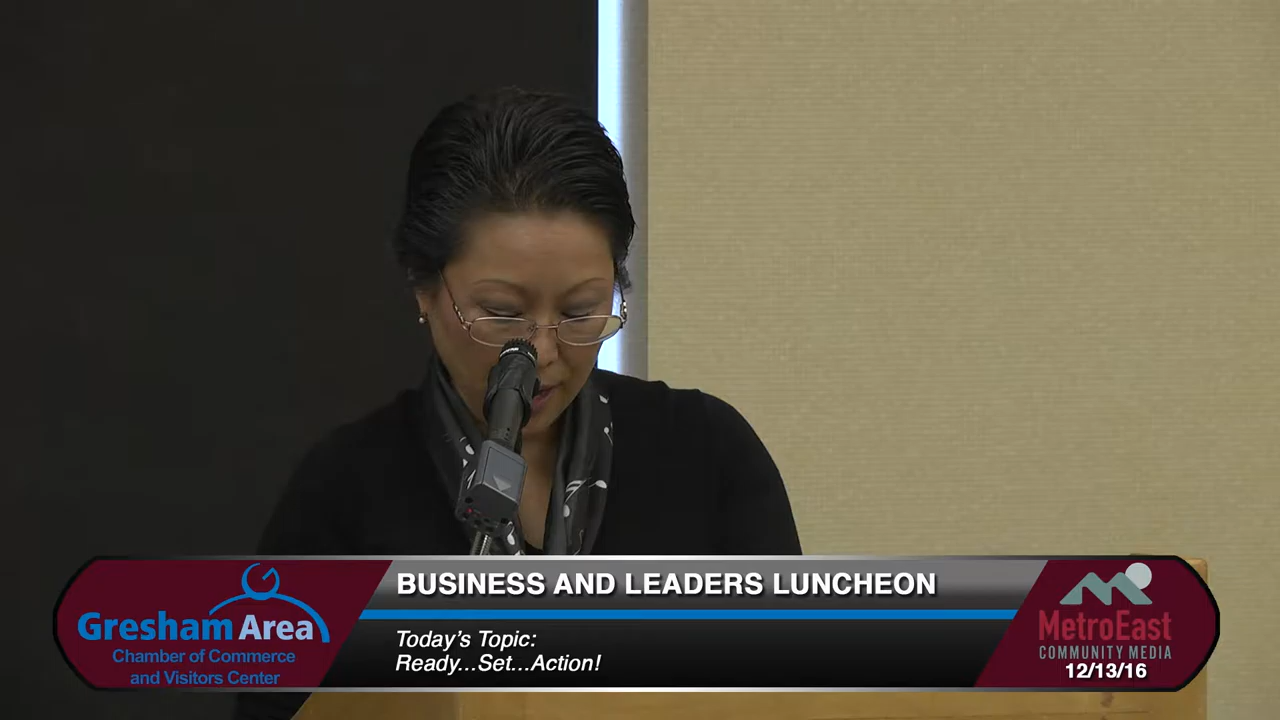 BUSINESS AND LEADERS LUNCHEON
Gresham Area
Chamber of Commerce
and Visitors Center
Today's Topic:
Ready...Set...Action!
MetroEast
COMMUNITY MEDIA
12/13/16